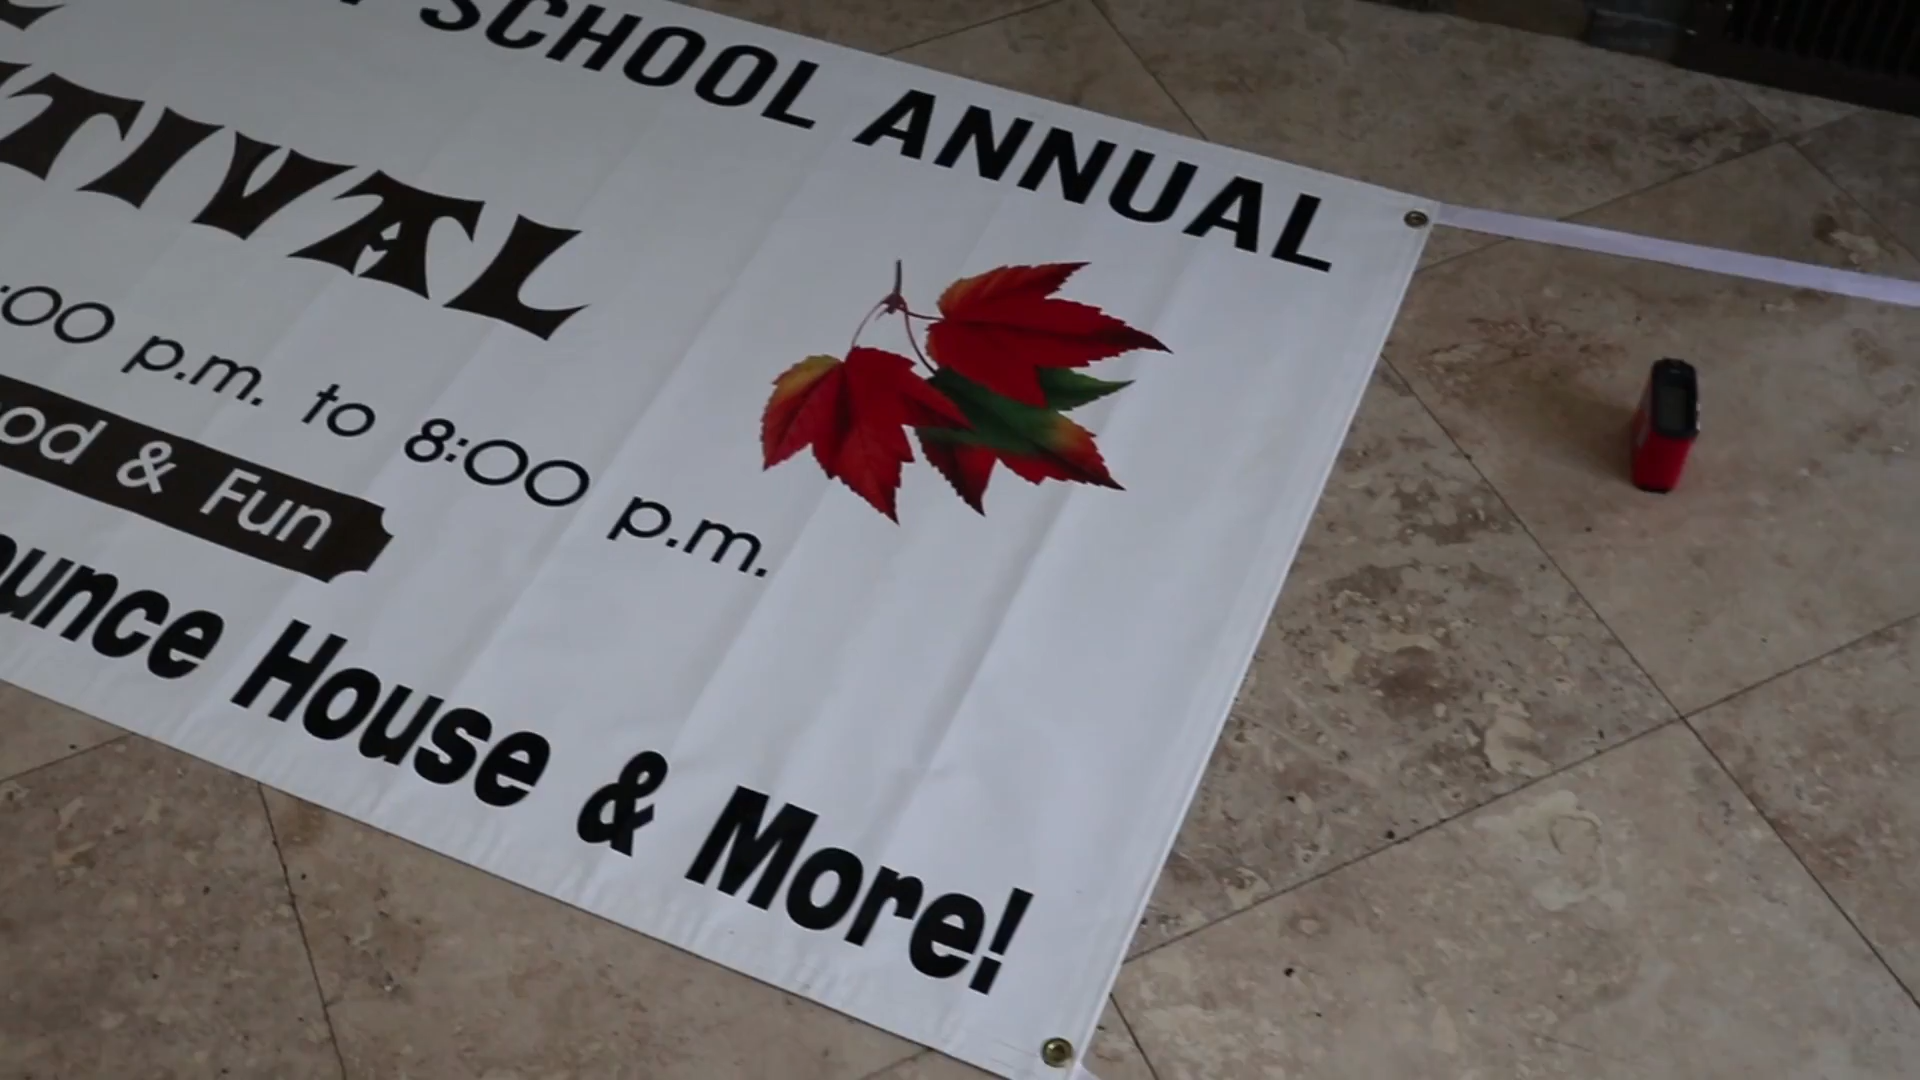 SCHOOL ANNUAL
TIVAL
:00 p.m. to 8:00 p.m.
od & Fun
ounce House & More!